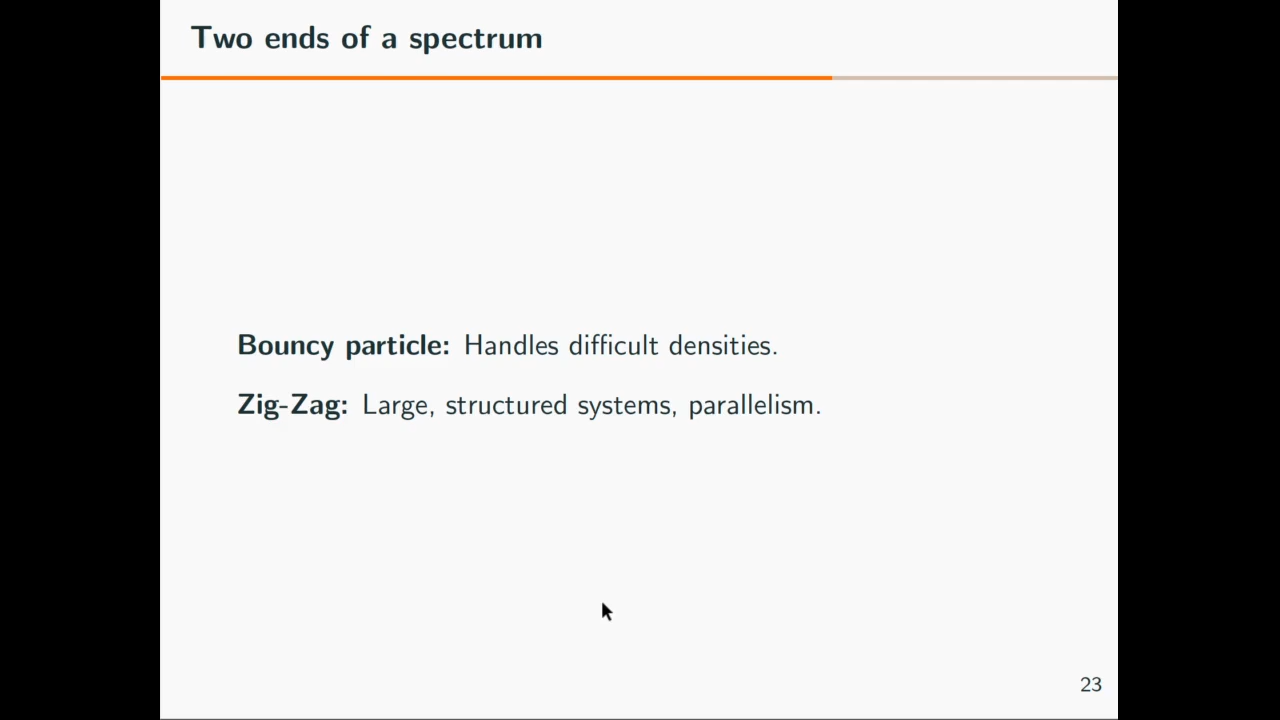 Two ends of a spectrum
Bouncy particle: Handles difficult densities.
Zig-Zag: Large, structured systems, parallelism.
23